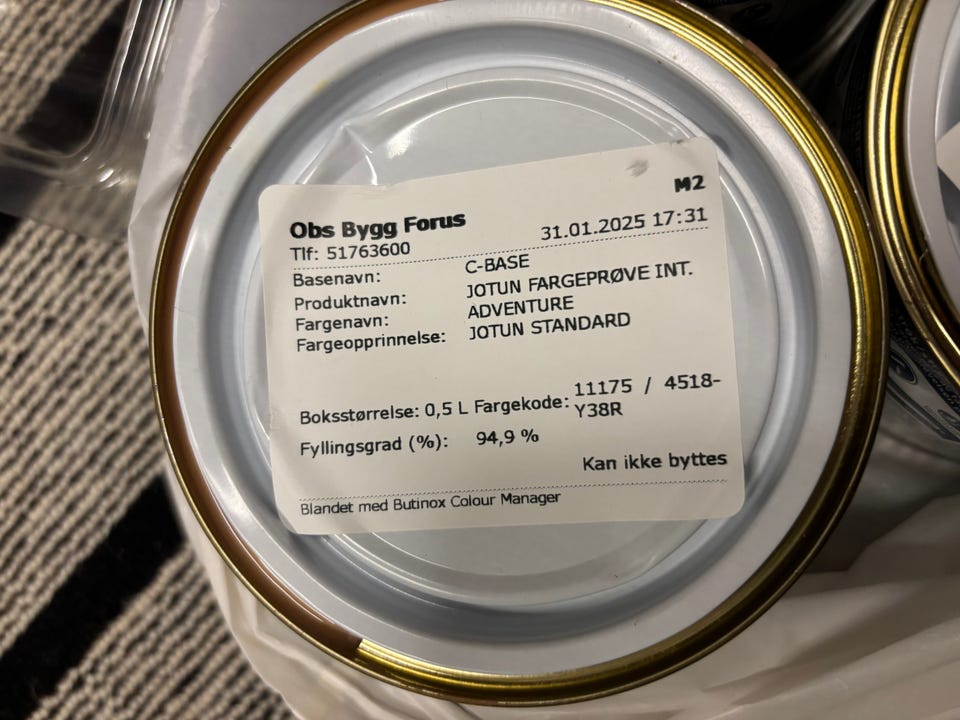 M2
Obs Bygg Forus
Tlf: 51763600 31.01.2025 17:31
Basenavn: C-BASE
Produktnavn: JOTUN FARGEPRØVE INT.
Fargenavn: ADVENTURE
Fargeopprinnelse: JOTUN STANDARD
Boksstørrelse: 0,5 L Fargekode: 11175 / 4518-
Y38R
Fyllingsgrad (%): 94,9 %
Kan ikke byttes
Blandet med Butinox Colour Manager